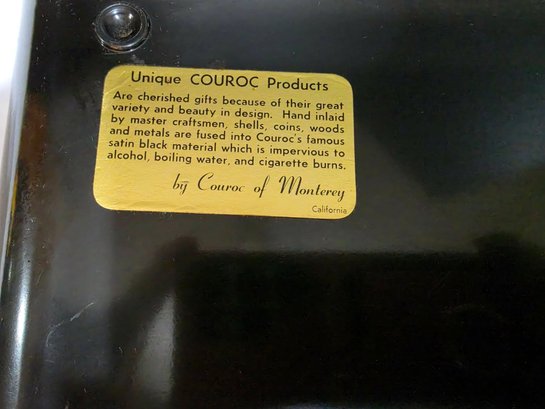 Unique COUROC Products
Are cherished gifts because of their great
variety and beauty in design. Hand inlaid
by master craftsmen, shells, coins, woods
and metals are fused into Couroc's famous
satin black material which is impervious to
alcohol, boiling water, and cigarette burns.
by Couroc of Monterey
California